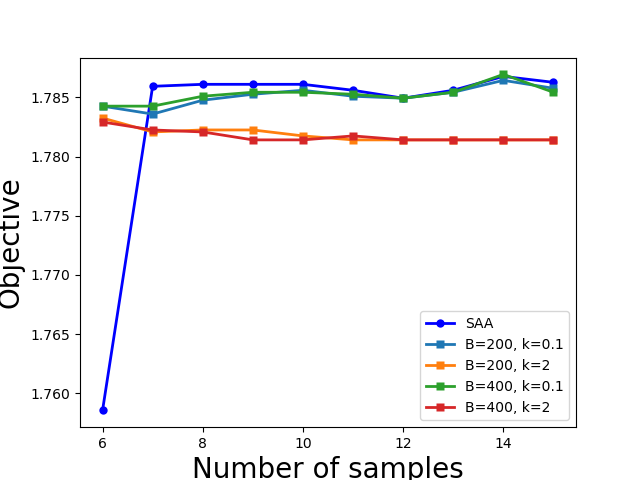 Objective
1.785
1.780
1.775
1.770
1.765
1.760
6
8
10
12
14
Number of samples
SAA
B=200, k=0.1
B=200, k=2
B=400, k=0.1
B=400, k=2